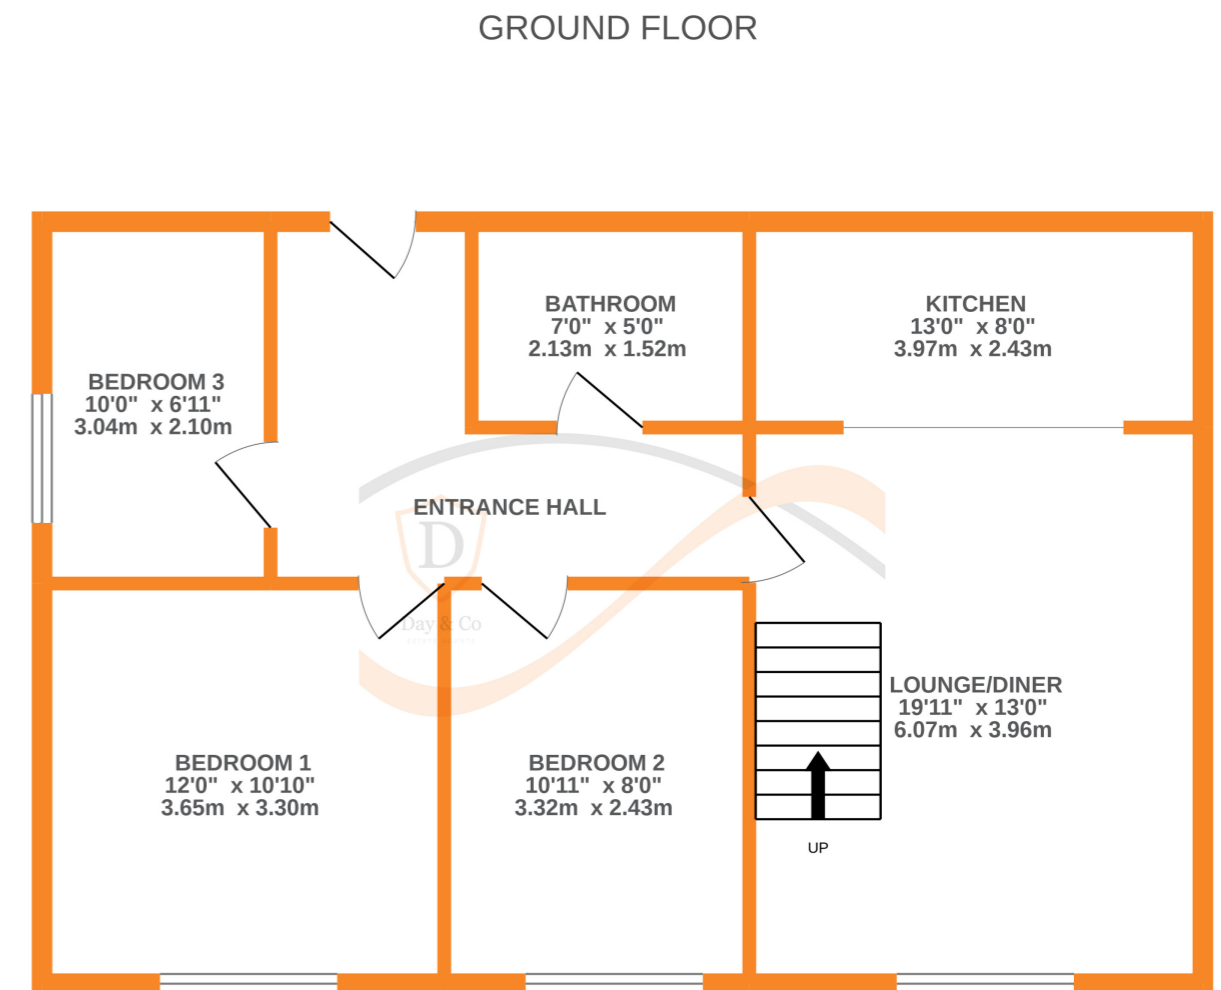 GROUND FLOOR
BATHROOM
7'0" x 5'0"
2.13m x 1.52m
KITCHEN
13'0" x 8'0"
3.97m x 2.43m
BEDROOM 3
10'0" x 6'11"
3.04m x 2.10m
ENTRANCE HALL
D
Day & Co
LOUNGE/DINER
19'11" x 13'0"
6.07m x 3.96m
BEDROOM 1
12'0" x 10'10"
3.65m x 3.30m
BEDROOM 2
10'11" x 8'0"
3.32m x 2.43m
UP